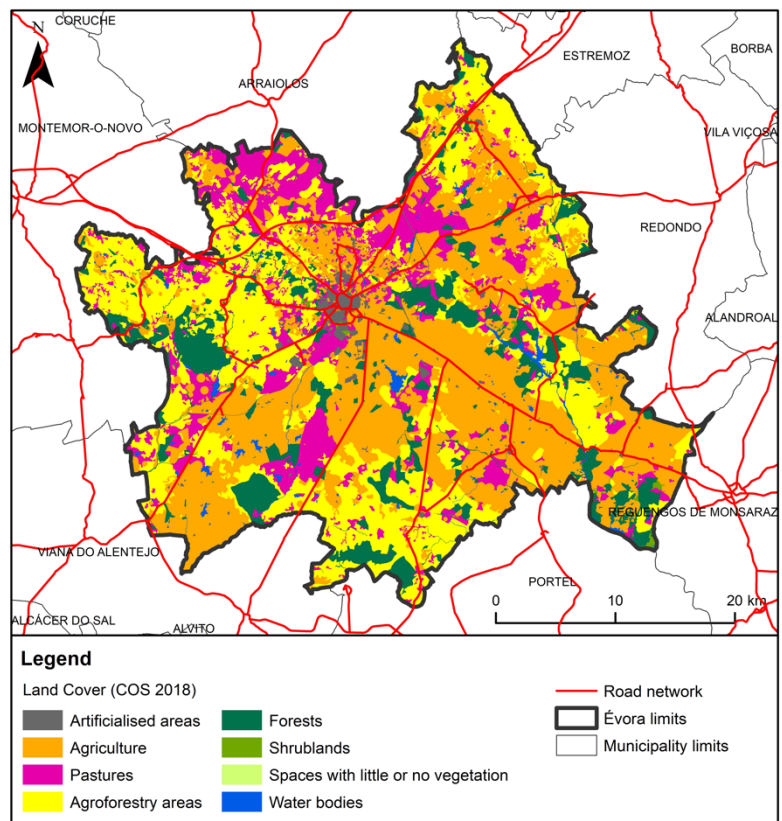 N
CORUCHE
BORBA
ESTREMOZ
ARRAIOLOS
MONTEMOR-O-NOVO
VILA VIÇOSA
REDONDO
ALANDROAL
REGUENGOS DE MONSARAZ
VIANA DO ALENTEJO
PORTEL
0 10 20 km
ALCÁCER DO SAL
ALVITO
Legend
Land Cover (COS 2018)
Artificialised areas
Agriculture
Pastures
Agroforestry areas
Forests
Shrublands
Spaces with little or no vegetation
Water bodies
Road network
Évora limits
Municipality limits